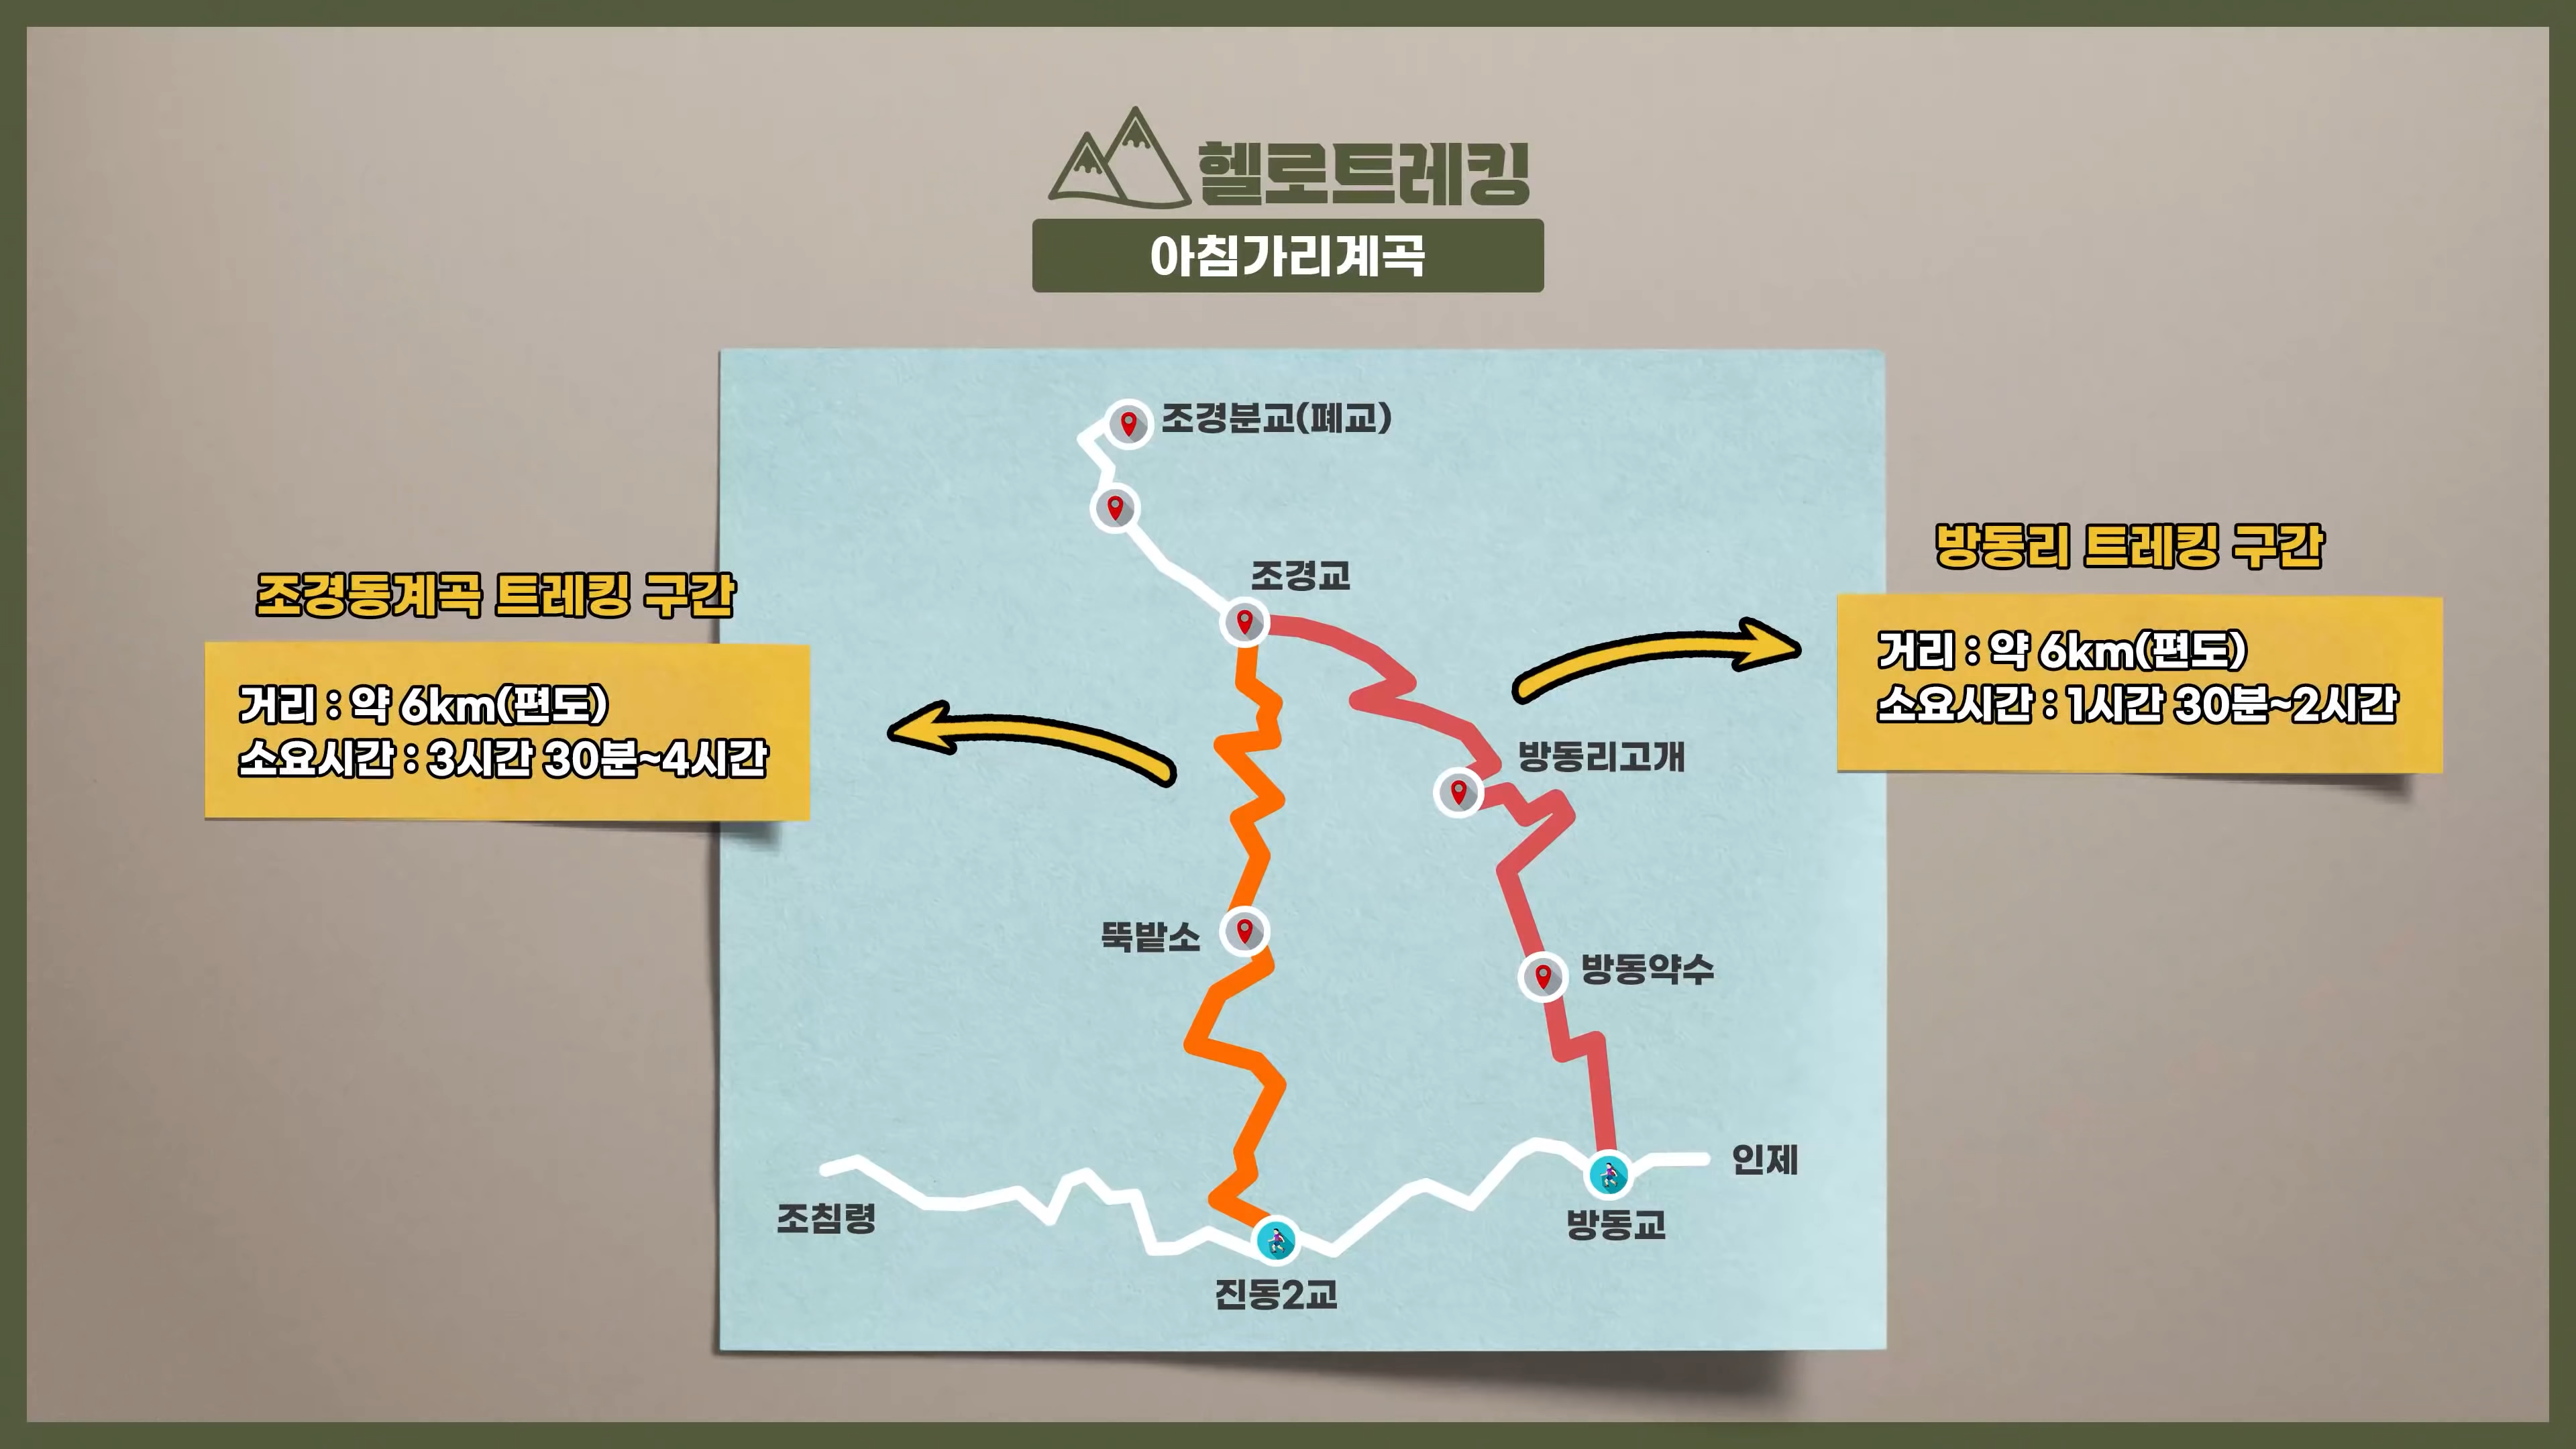 헬로트레킹
아침가리계곡
조경분교(폐교)
조경교
조경동계곡 트레킹 구간
거리 : 약 6km(편도)
소요시간 : 3시간 30분~4시간
방동리 트레킹 구간
거리 : 약 6km(편도)
소요시간 : 1시간 30분~2시간
방동리고개
뚝밭소
방동약수
인제
조침령
방동교
진동2교